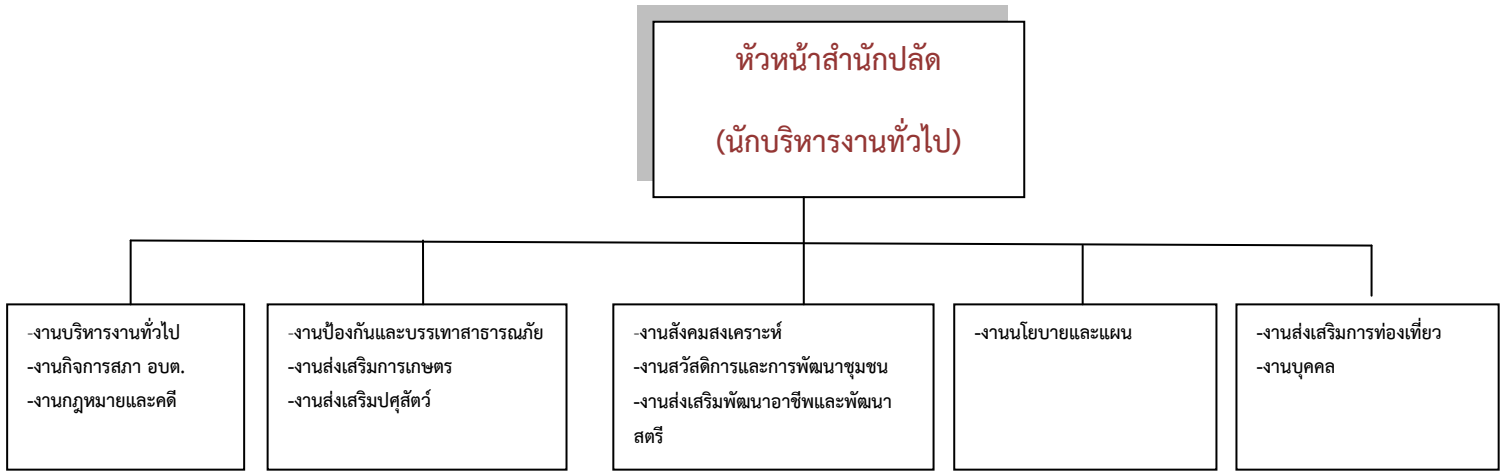 หัวหน้าสำนักปลัด
(นักบริหารงานทั่วไป)
-งานบริหารงานทั่วไป
-งานกิจการสภา อบต.
-งานกฎหมายและคดี
-งานป้องกันและบรรเทาสาธารณภัย
-งานส่งเสริมการเกษตร
-งานส่งเสริมปศุสัตว์
-งานสังคมสงเคราะห์
-งานสวัสดิการและการพัฒนาชุมชน
-งานส่งเสริมพัฒนาอาชีพและพัฒนา
สตรี
-งานนโยบายและแผน
-งานส่งเสริมการท่องเที่ยว
-งานบุคคล